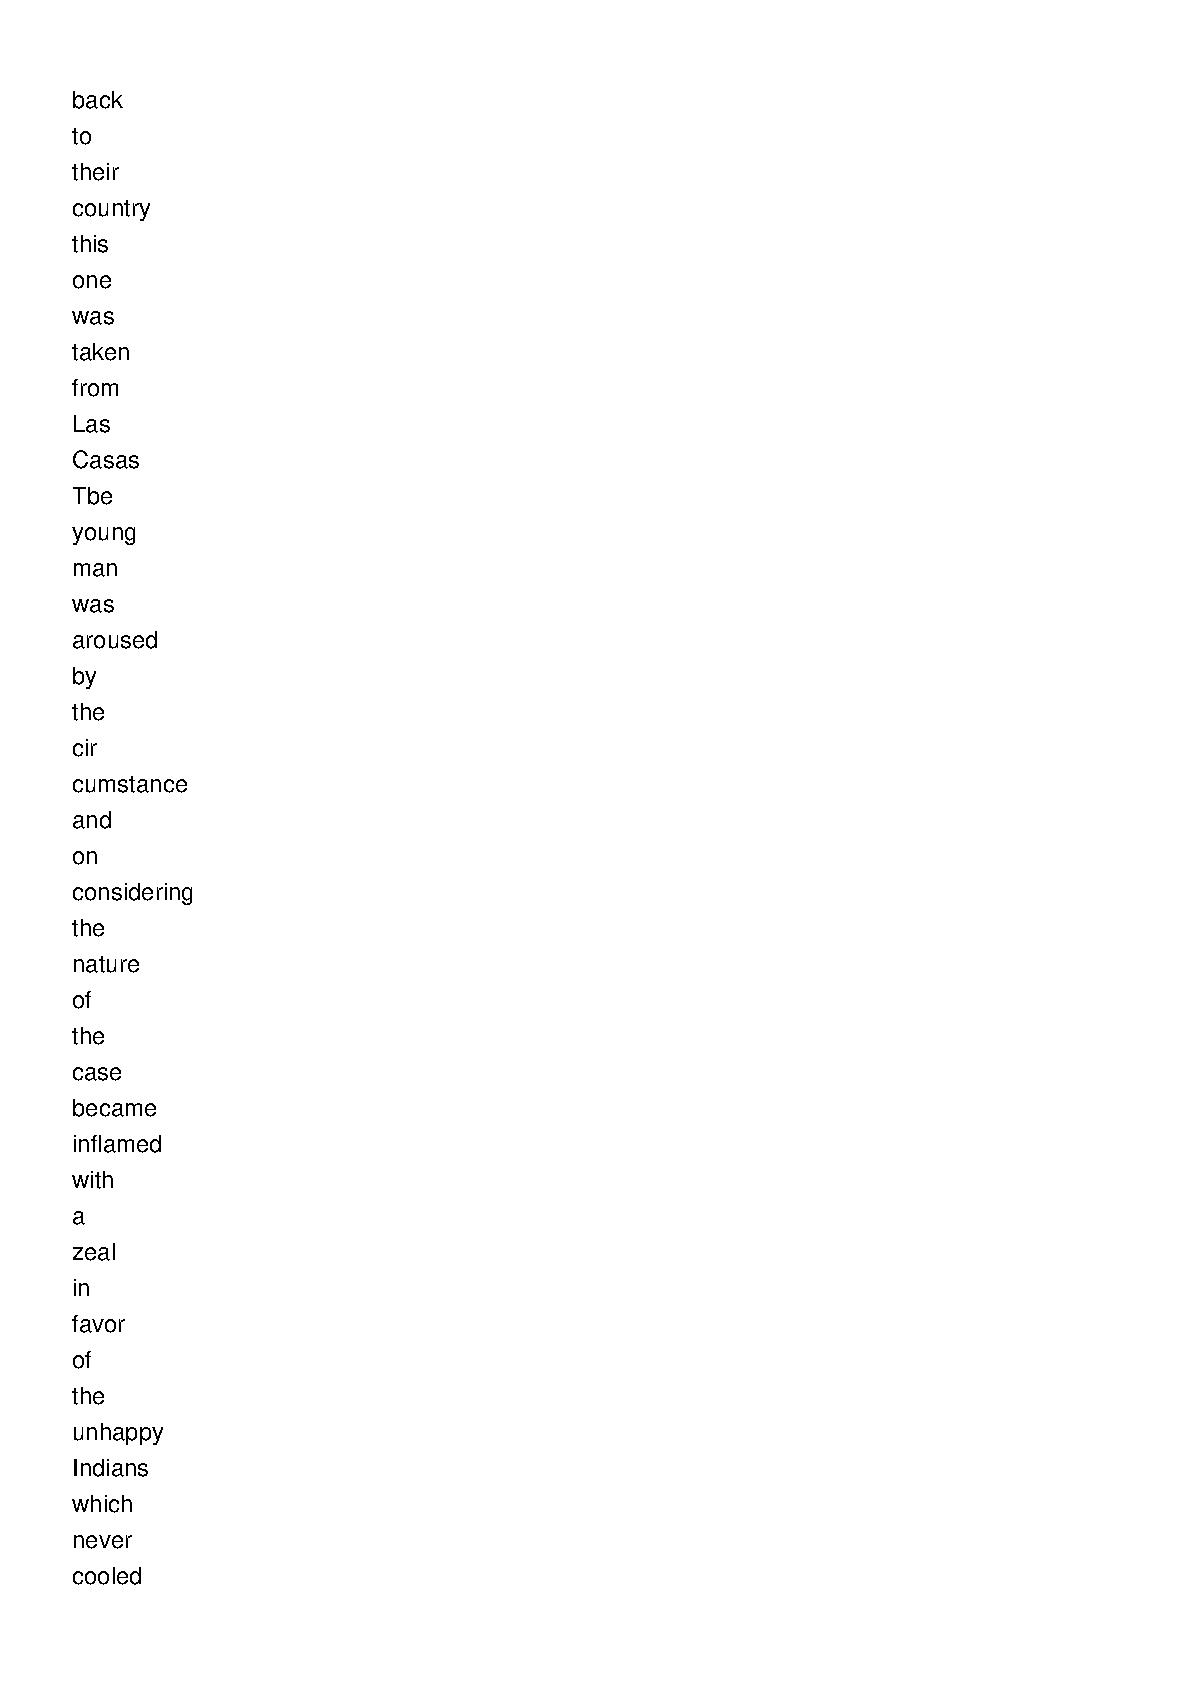 back
to
their
country
this
one
was
taken
from
Las
Casas
Tbe
young
man
was
aroused
by
the
cir
cumstance
and
on
considering
the
nature
of
the
case
became
inflamed
with
a
zeal
in
favor
of
the
unhappy
Indians
which
never
cooled